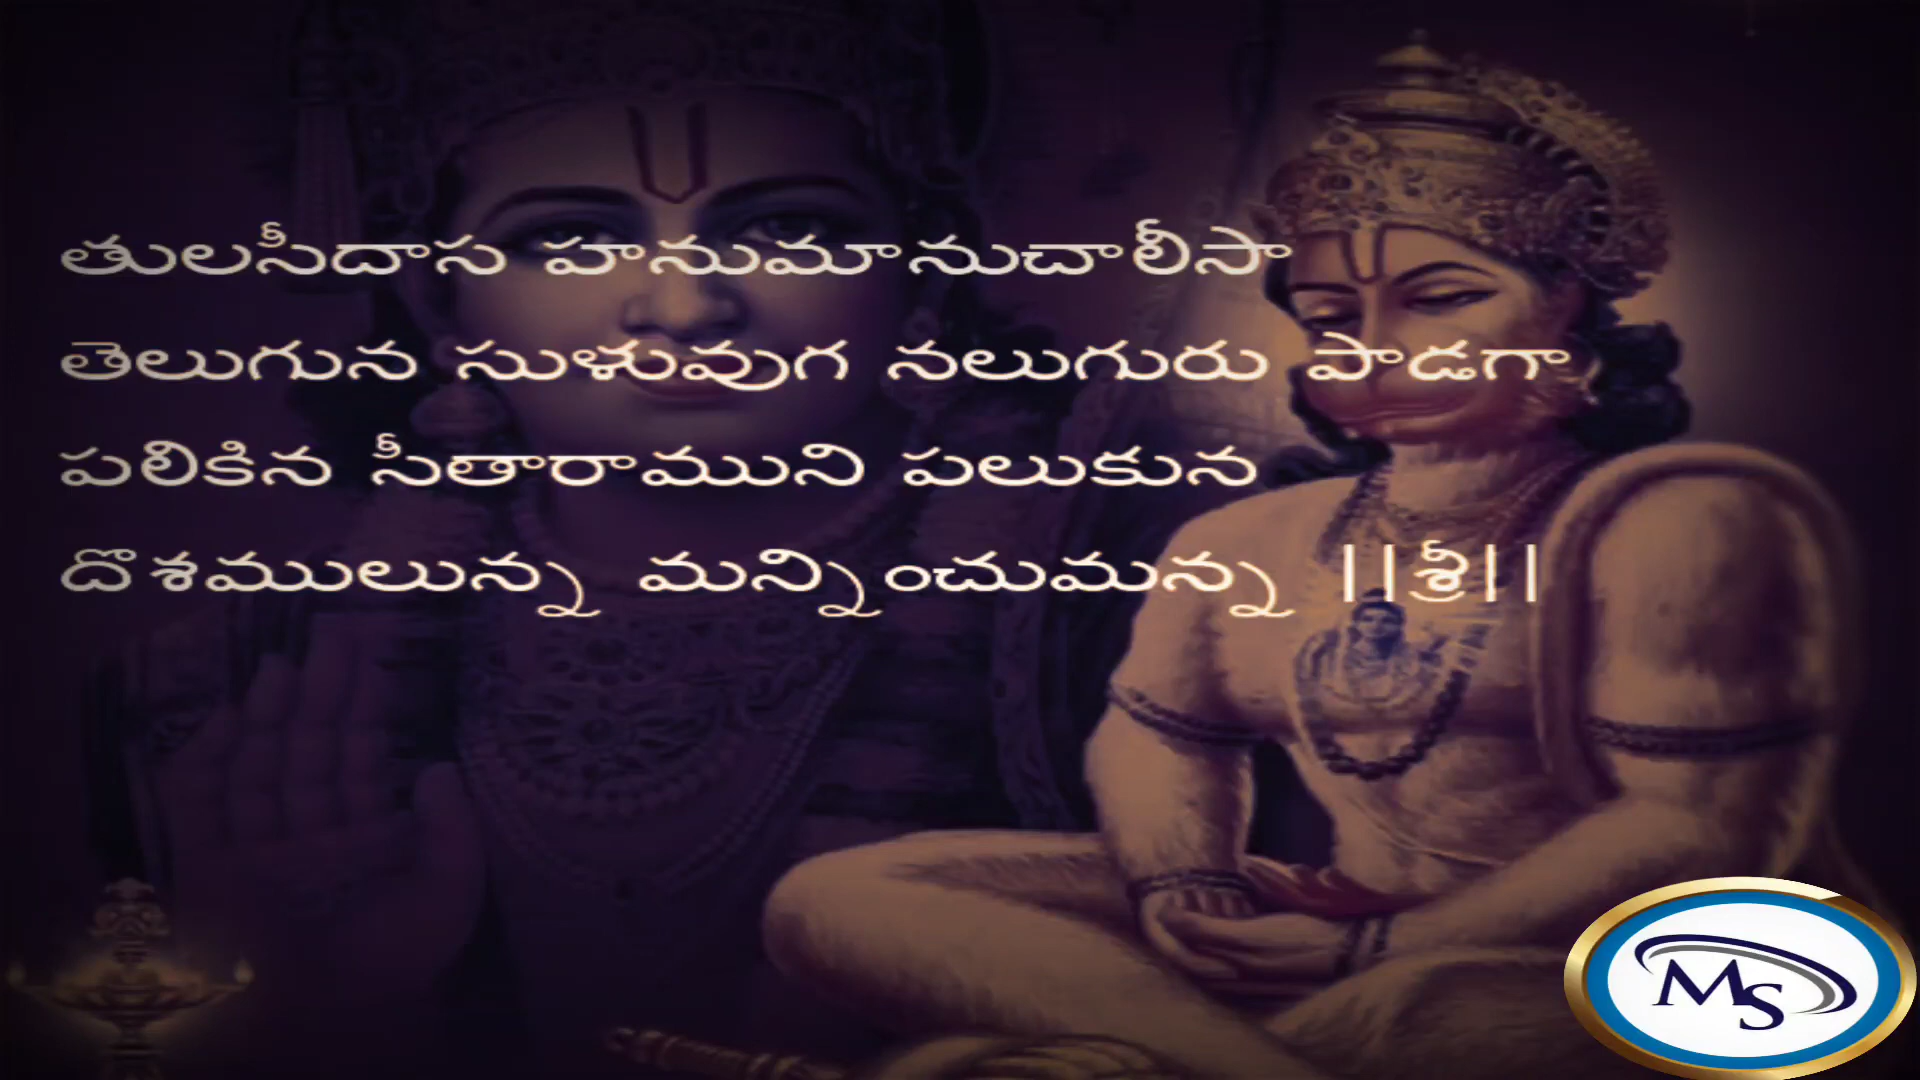 తులసీదాస హనుమానుచాలీసా
తెలుగున సుళువుగ నలుగురు పాడగా
పలికిన సీతారాముని పలుకున
దొశములున్న మన్నించుమన్న ||శ్రీ||
MS